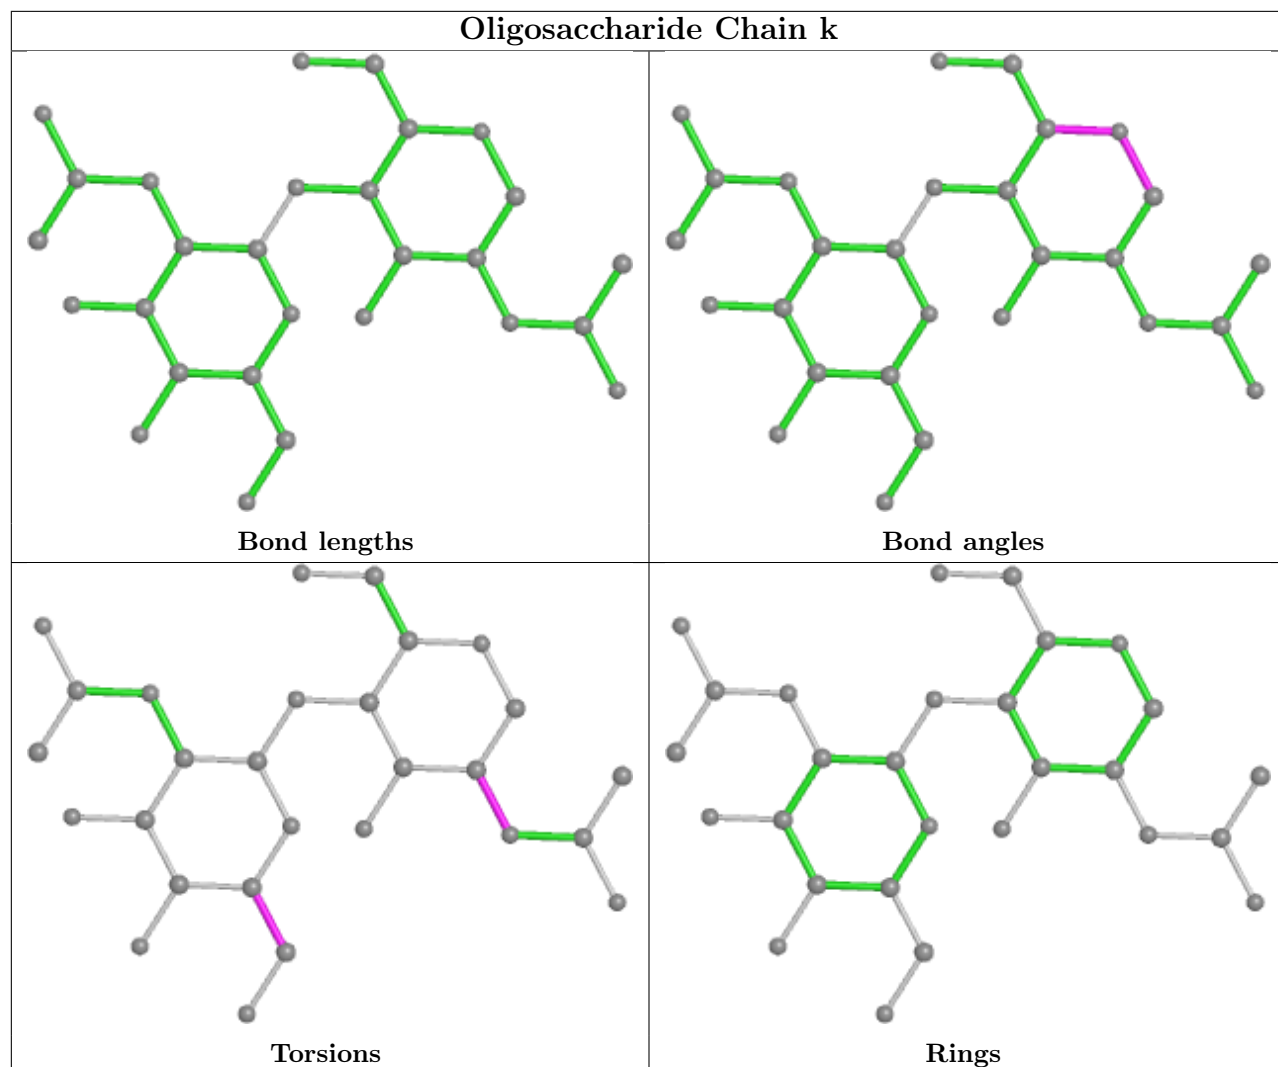 Oligosaccharide Chain k
Bond lengths
Bond angles
Torsions
Rings